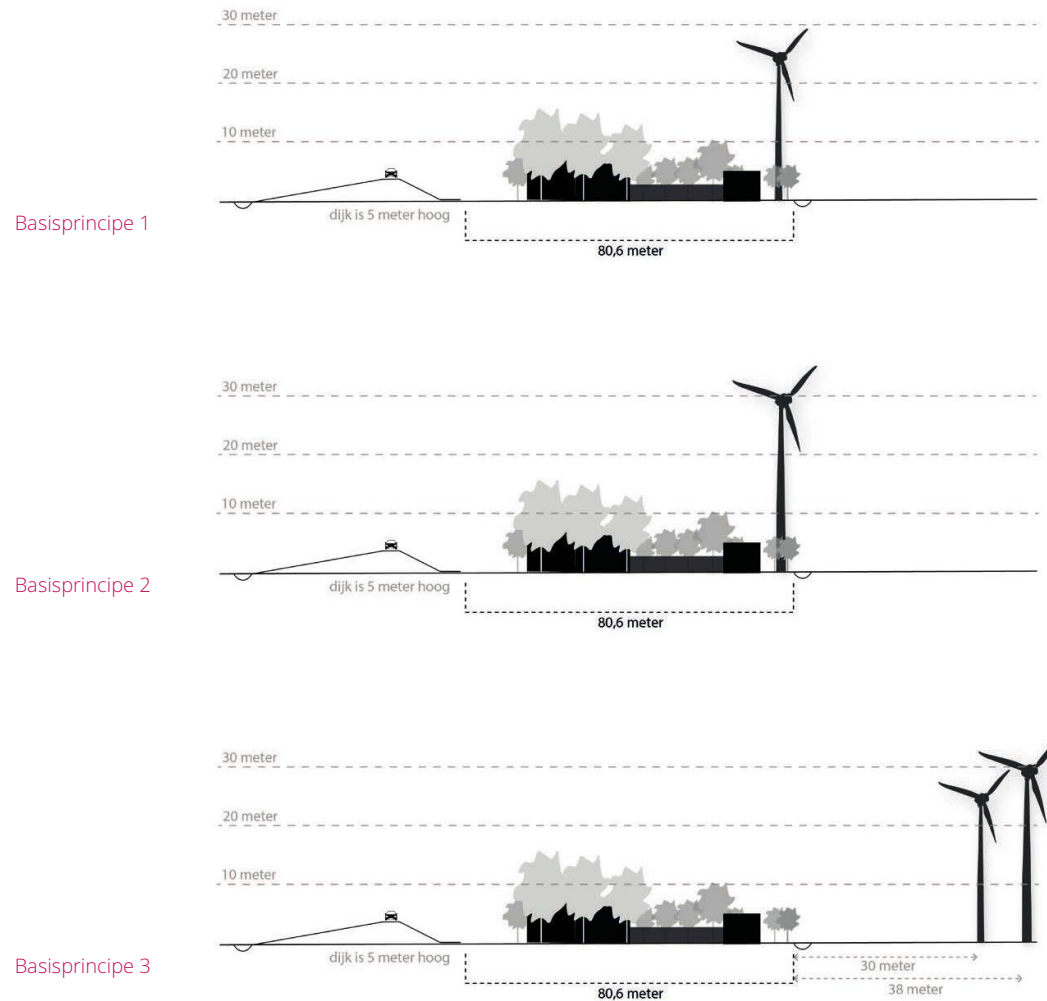 30 meter
20 meter
10 meter
dijk is 5 meter hoog
Basisprincipe 1
80,6 meter
30 meter
20 meter
10 meter
dijk is 5 meter hoog
Basisprincipe 2
80,6 meter
30 meter
20 meter
10 meter
dijk is 5 meter hoog
Basisprincipe 3
30 meter
80,6 meter
38 meter